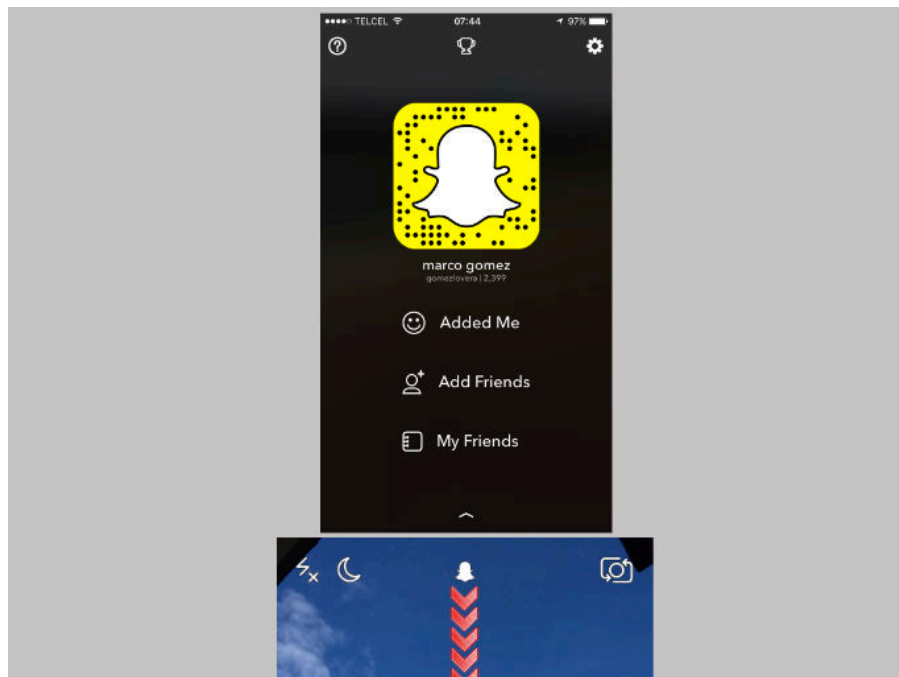 TELCEL 07:44 97%
marco gomez
gomezlovera | 2,399
Added Me
Add Friends
My Friends